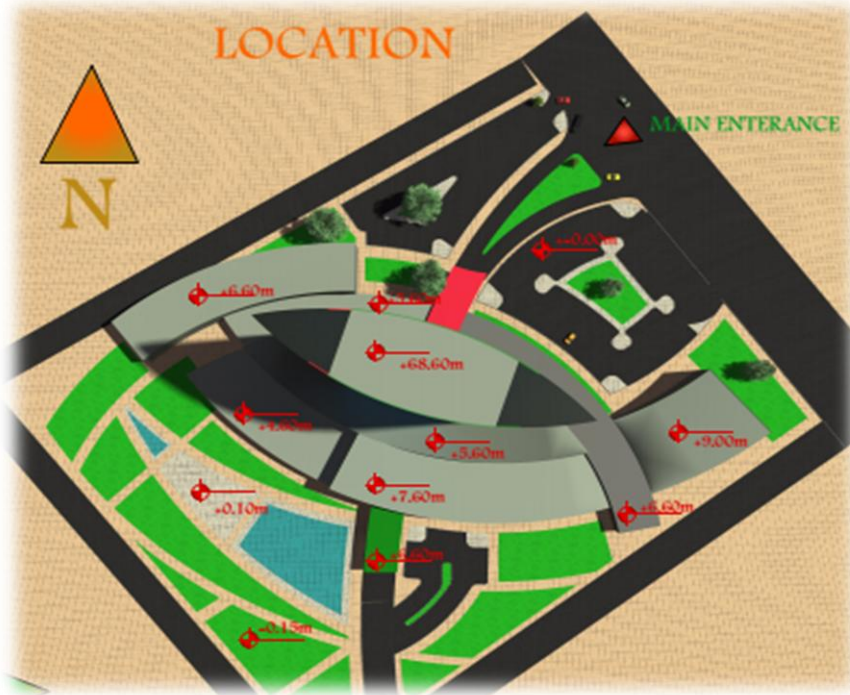 LOCATION
MAIN ENTERANCE
N
+6.60m
+68.60m
+4.60m
+5.60m
+9.00m
+7.60m
+0.10m
+6.60m
-0.15m